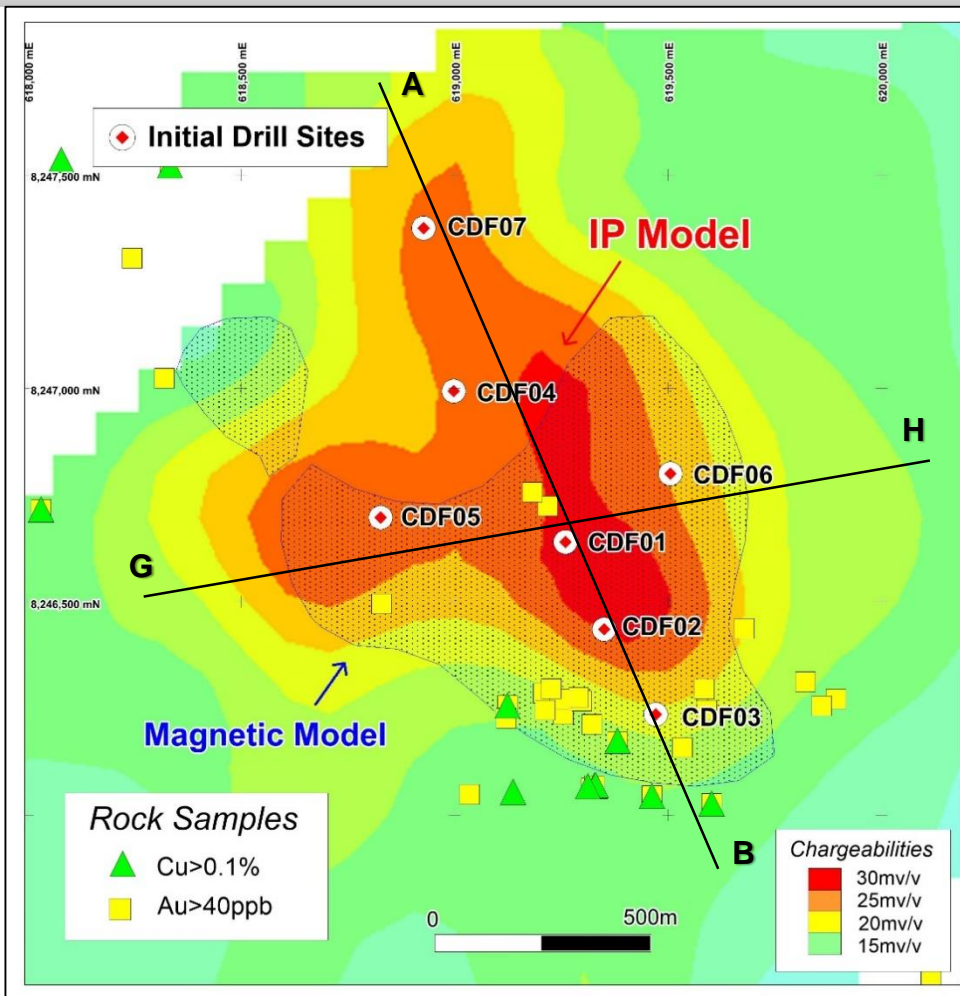 618,000 mE
618,500 mE
619,000 mE
619,500 mE
620,000 mE
A
Initial Drill Sites
8,247,500 mN
CDF07
IP Model
8,247,000 mN
CDF04
H
CDF06
CDF05
CDF01
G
8,246,500 mN
CDF02
CDF03
Magnetic Model
Rock Samples
Cu>0.1%
Au>40ppb
B
0
500m
Chargeabilities
30mv/v
25mv/v
20mv/v
15mv/v